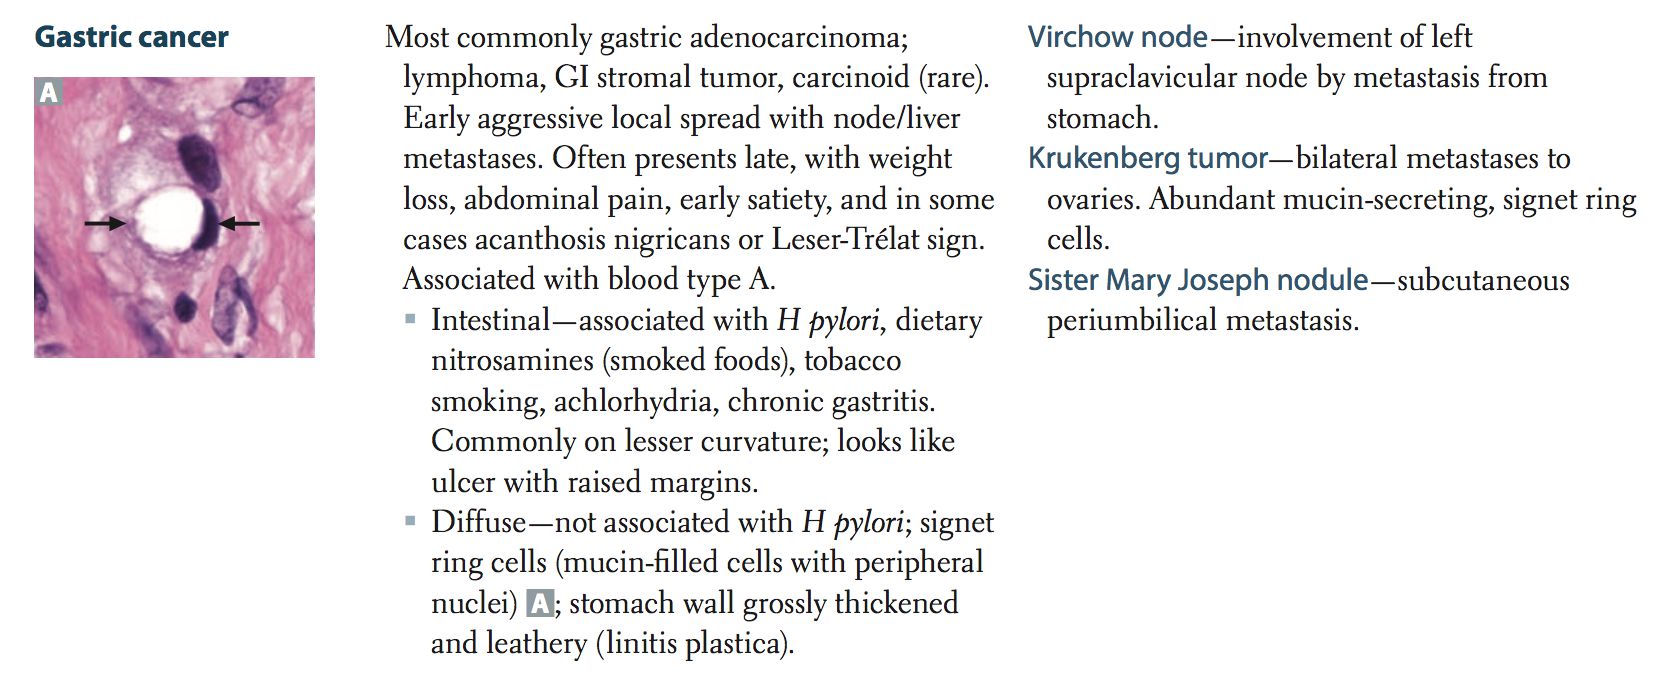 Gastric cancer
A
Most commonly gastric adenocarcinoma;
lymphoma, GI stromal tumor, carcinoid (rare).
Early aggressive local spread with node/liver
metastases. Often presents late, with weight
loss, abdominal pain, early satiety, and in some
cases acanthosis nigricans or Leser-Trélat sign.
Associated with blood type A.
▪ Intestinal—associated with H pylori, dietary
nitrosamines (smoked foods), tobacco
smoking, achlorhydria, chronic gastritis.
Commonly on lesser curvature; looks like
ulcer with raised margins.
▪ Diffuse—not associated with H pylori; signet
ring cells (mucin-filled cells with peripheral
nuclei) A; stomach wall grossly thickened
and leathery (linitis plastica).
Virchow node—involvement of left
supraclavicular node by metastasis from
stomach.
Krukenberg tumor—bilateral metastases to
ovaries. Abundant mucin-secreting, signet ring
cells.
Sister Mary Joseph nodule—subcutaneous
periumbilical metastasis.